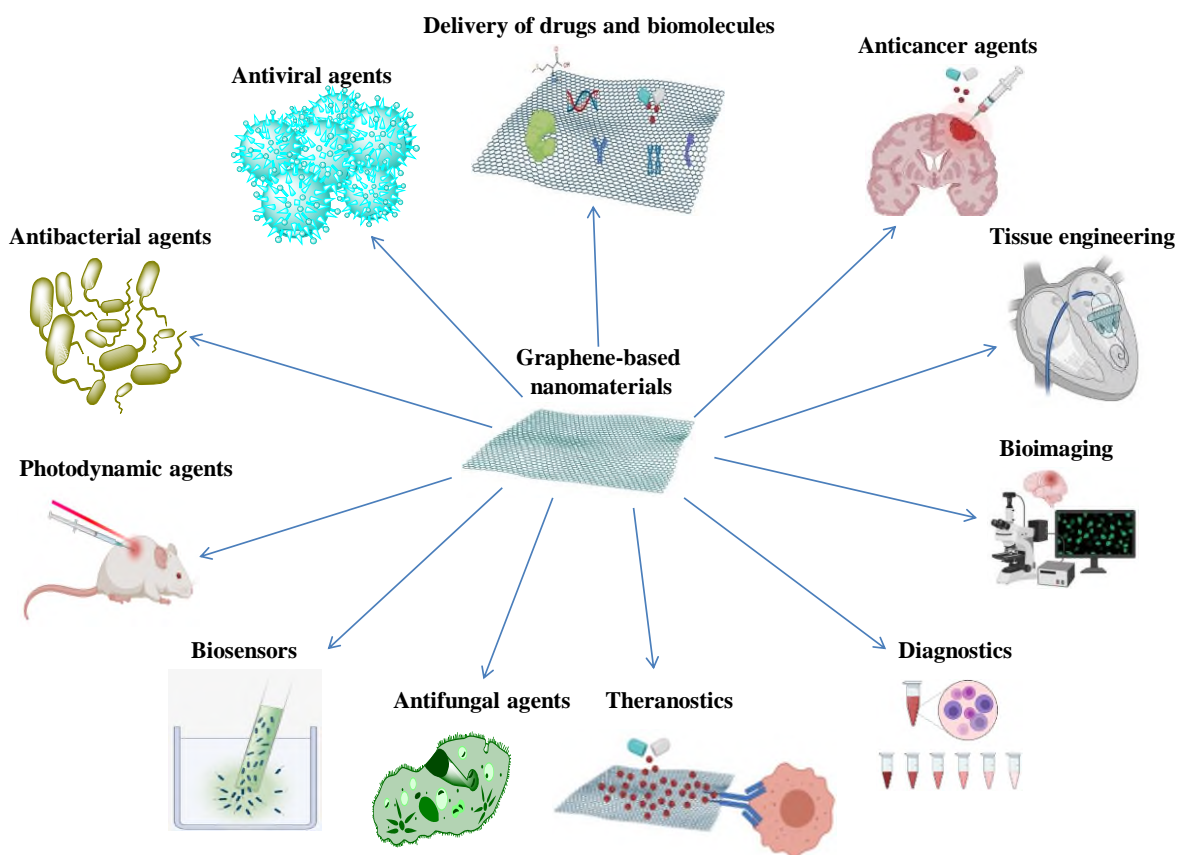 Delivery of drugs and biomolecules
Anticancer agents
Antiviral agents
Antibacterial agents
Tissue engineering
Graphene-based
nanomaterials
Photodynamic agents
Bioimaging
Biosensors
Diagnostics
Antifungal agents
Theranostics